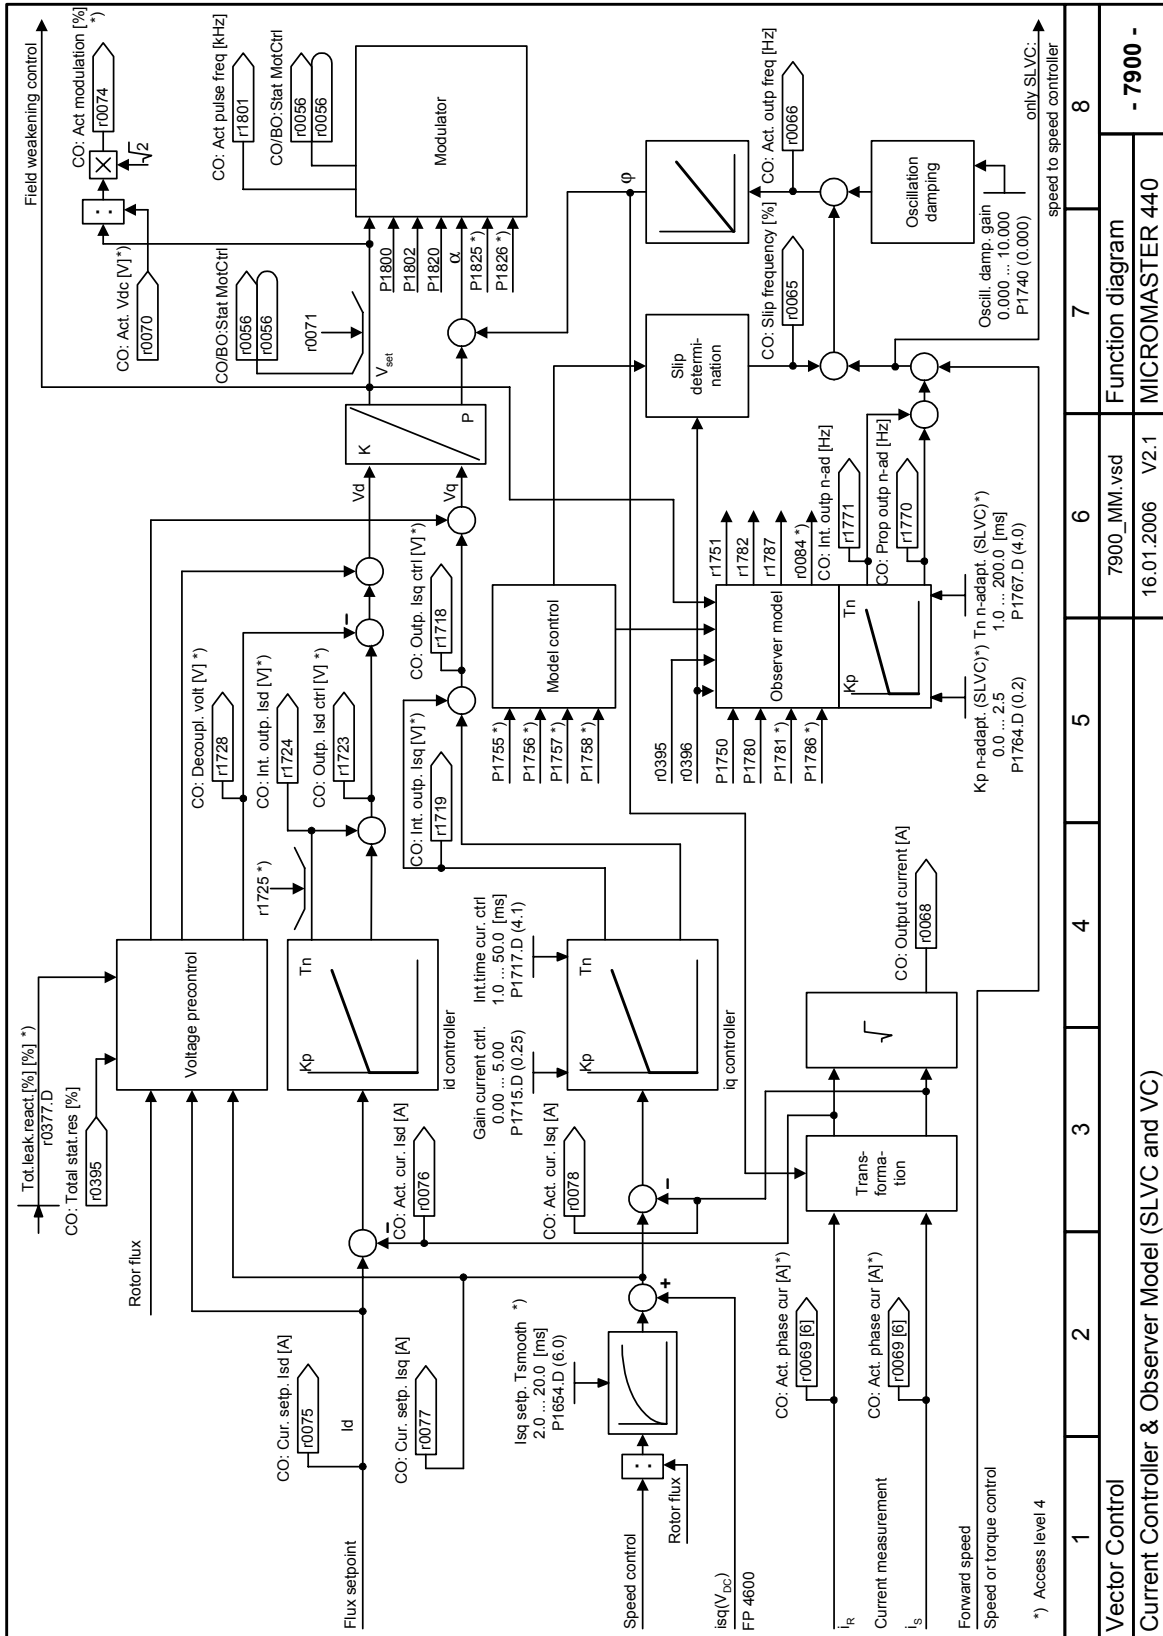 Field weakening control
CO: Act modulation [%]
*)
r0074
√2
CO: Act. Vdc [V]*)
r0070
CO: Act pulse freq [kHz]
r1801
CO/BO:Stat MotCtrl
r0056
r0056
Modulator
CO/BO:Stat MotCtrl
r0056
r0056
r0071
Vset
P1800
P1802
P1820
α
P1825 *)
P1826 *)
K
P
Vd
Vq
Tot.leak.react.[%] [%] *)
r0377.D
CO: Total stat.res [%]
r0395
Rotor flux
Voltage precontrol
CO: Decoupl. volt [V] *)
r1728
CO: Int. outp. Isd [V]*)
r1724
CO: Outp. Isd ctrl [V] *)
r1723
r1725 *)
Kp
Tn
id controller
CO: Cur. setp. Isd [A]
r0075
Flux setpoint
Id
CO: Act. cur. Isd [A]
r0076
CO: Cur. setp. Isq [A]
r0077
CO: Int. outp. Isq [V]*)
r1719
CO: Outp. Isq ctrl [V] *)
r1718
Gain current ctrl.
0.00 ... 5.00
P1715.D (0.25)
Int.time cur. ctrl
1.0 ... 50.0 [ms]
P1717.D (4.1)
Kp
Tn
iq controller
CO: Act. cur. Isq [A]
r0078
Isq setp. Tsmooth *)
2.0 ... 20.0 [ms]
P1654.D (6.0)
Speed control
: :
Rotor flux
isq(VDC)
FP 4600
+
P1755 *)
P1756 *)
P1757 *)
P1758 *)
Model control
r0395
r0396
P1750
P1780
P1781 *)
P1786 *)
Observer model
Kp
Tn
r1751
r1782
r1787
r0084 *)
CO: Int. outp n-ad [Hz]
r1771
CO: Prop outp n-ad [Hz]
r1770
Kp n-adapt. (SLVC)*)
0.0 ... 2.5
P1764.D (0.2)
Tn n-adapt. (SLVC)*)
1.0 ... 200.0 [ms]
P1767.D (4.0)
Slip
determi-
nation
CO: Slip frequency [%]
r0065
φ
CO: Act. outp freq [Hz]
r0066
Oscillation
damping
Oscill. damp. gain
0.000 ... 10.000
P1740 (0.000)
only SLVC:
speed to speed controller
CO: Act. phase cur [A]*)
r0069 [6]
CO: Act. phase cur [A]*)
r0069 [6]
iR
Current measurement
iS
Trans-
forma-
tion
√
CO: Output current [A]
r0068
Forward speed
Speed or torque control
*) Access level 4
1 2 3 4 5 6 7 8
Vector Control
7900_MM.vsd
Function diagram
- 7900 -
Current Controller & Observer Model (SLVC and VC)
16.01.2006 V2.1
MICROMASTER 440